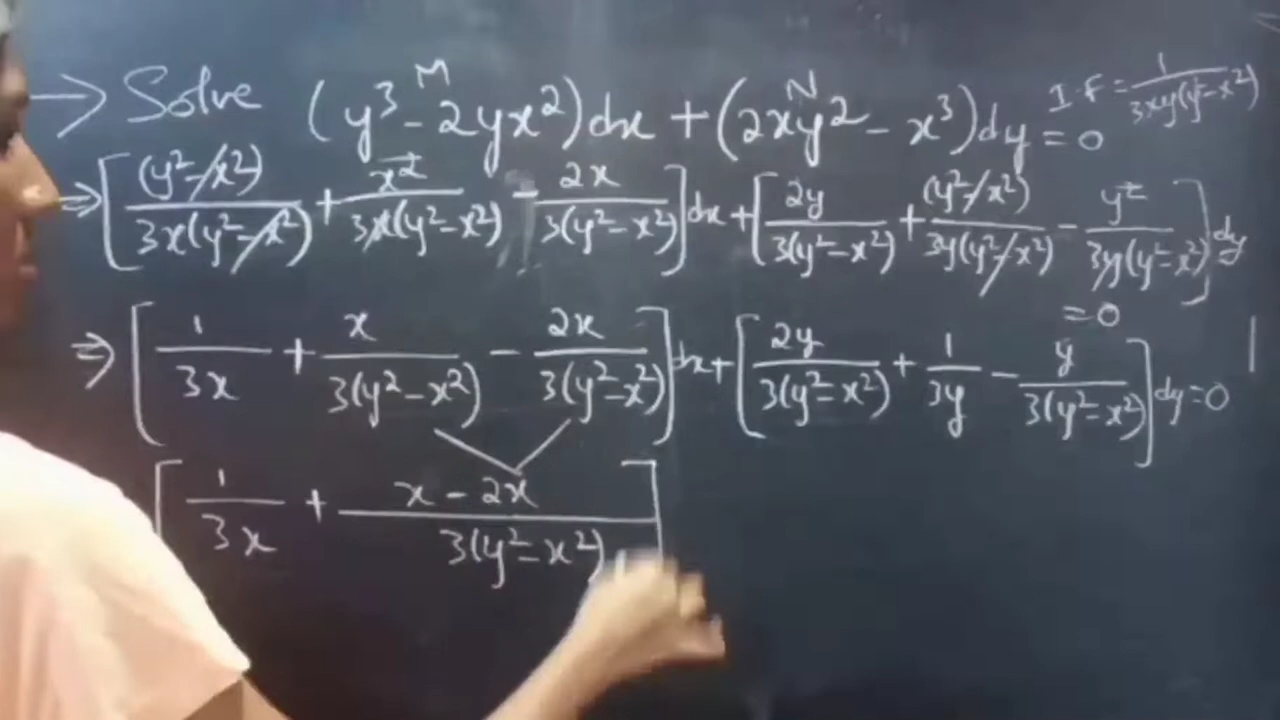 → Solve (y³ - 2yx²)dx + (2xy² - x³)dy = 0
M N I.F = 1/3xy(y²-x²)
⇒ [(y²-x²)/3x(y²-x²) + x²/3x(y²-x²) - 2x/3(y²-x²)]dx + [2y/3(y²-x²) + (y²-x²)/3y(y²-x²) - y²/3y(y²-x²)]dy
= 0
⇒ [1/3x + x/3(y²-x²) - 2x/3(y²-x²)]dx + [2y/3(y²-x²) + 1/3y - y/3(y²-x²)]dy = 0
[1/3x + x - 2x/3(y²-x²)]